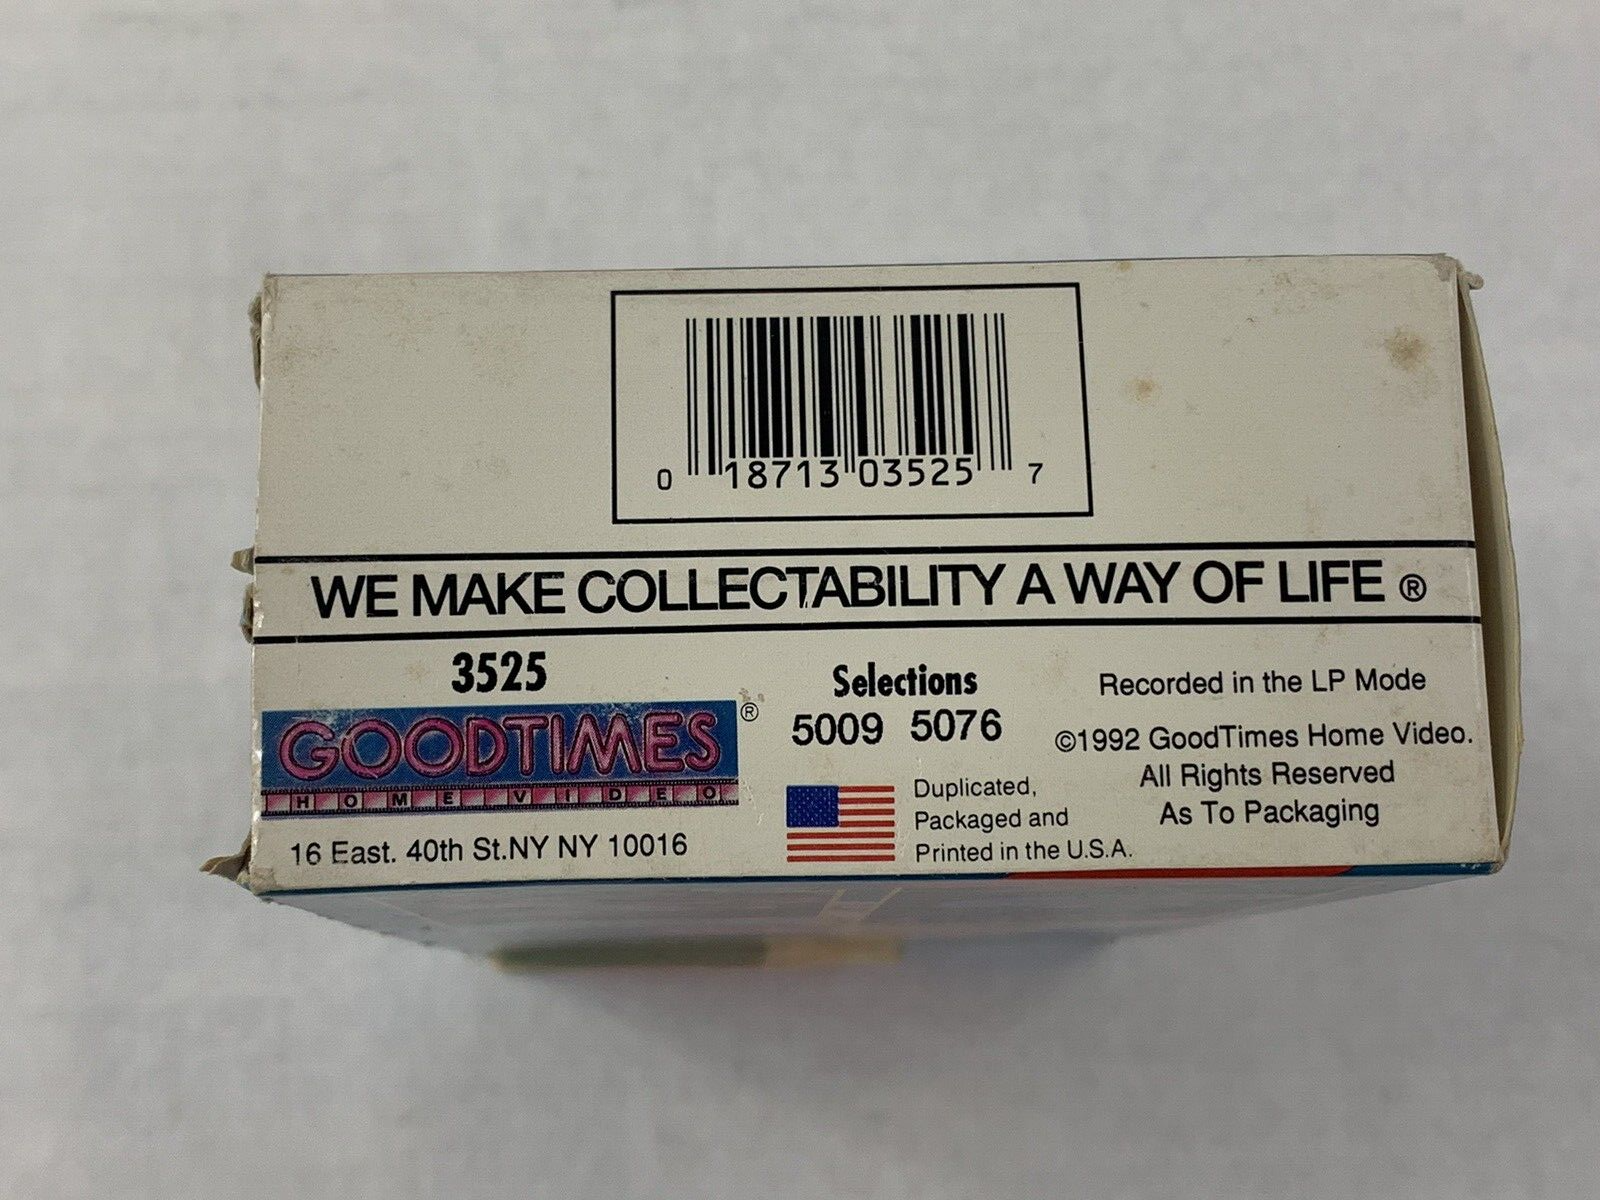 0 18713 03525 7
WE MAKE COLLECTABILITY A WAY OF LIFE ®
3525
GOODTIMES ®
HOME VIDEO
16 East. 40th St.NY NY 10016
Selections
5009 5076
Duplicated,
Packaged and
Printed in the U.S.A.
Recorded in the LP Mode
©1992 GoodTimes Home Video.
All Rights Reserved
As To Packaging